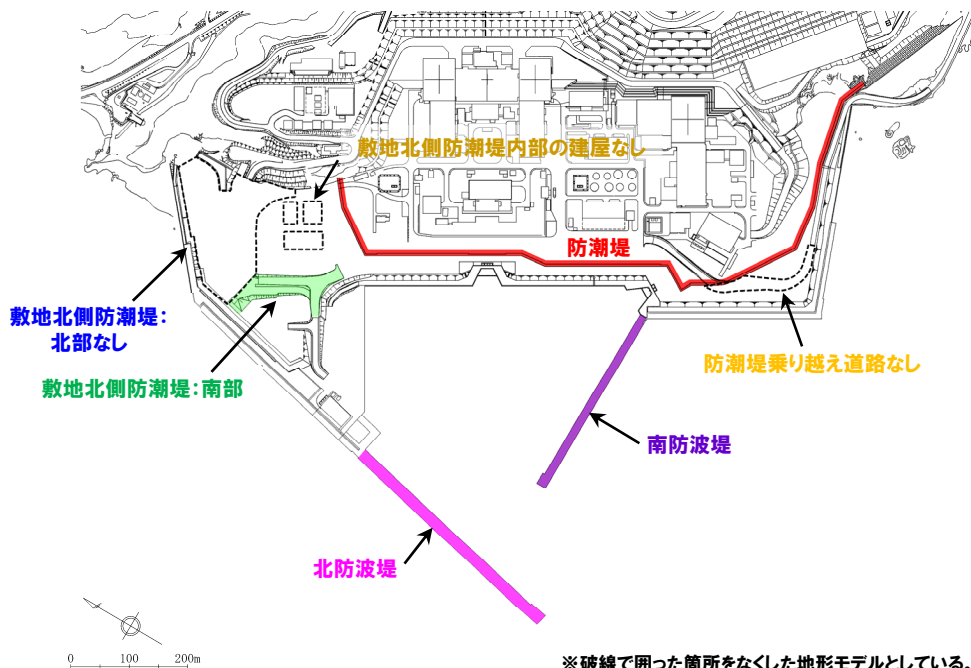 敷地北側防潮堤内部の建屋なし
防潮堤
敷地北側防潮堤：
北部なし
敷地北側防潮堤：南部
防潮堤乗り越え道路なし
南防波堤
北防波堤
0 100 200m
※破線で囲った箇所をなくした地形モデルとしている。